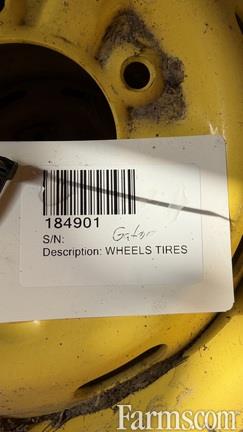 184901
S/N: Gator
Description: WHEELS TIRES
Farms.com®